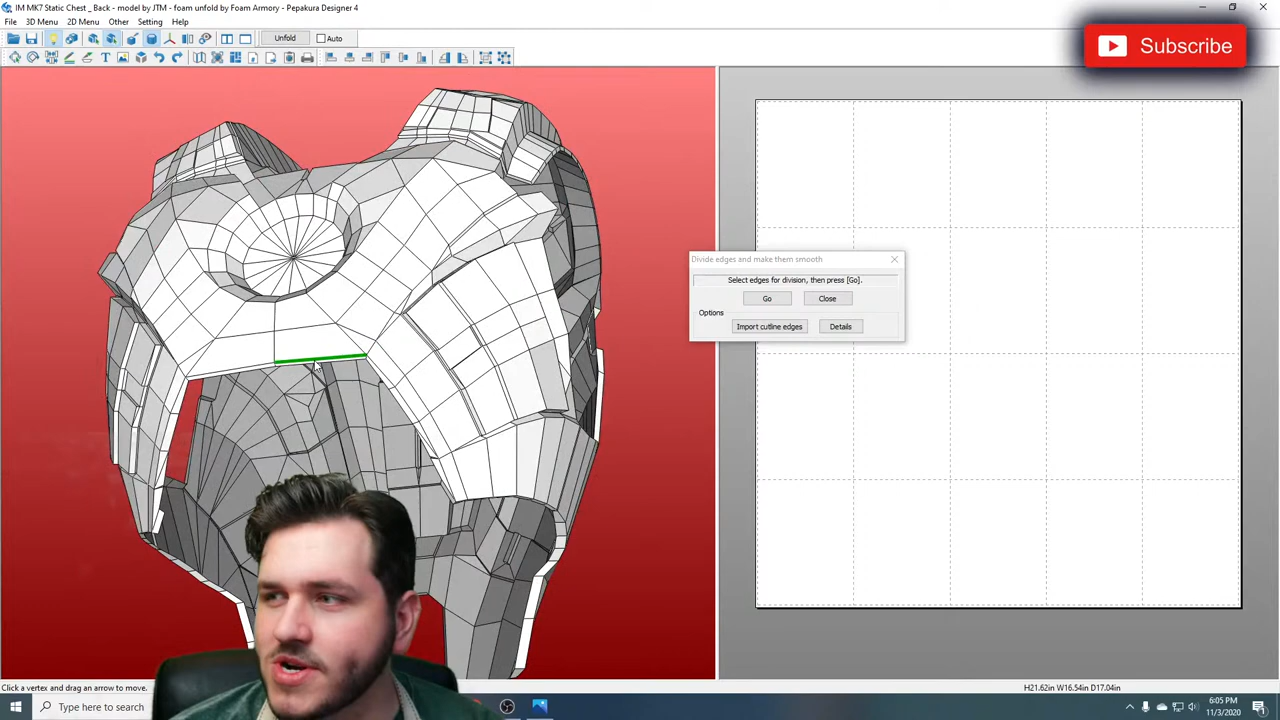 IM MK7 Static Chest _ Back - model by JTM - foam unfold by Foam Armory - Pepakura Designer 4
File 3D Menu 2D Menu Other Setting Help
Unfold Auto
Subscribe
Divide edges and make them smooth
Select edges for division, then press [Go].
Go Close
Options
Import cutline edges Details
Click a vertex and drag an arrow to move.
H21.62in W16.54in D17.04in
Type here to search
6:05 PM
11/3/2020